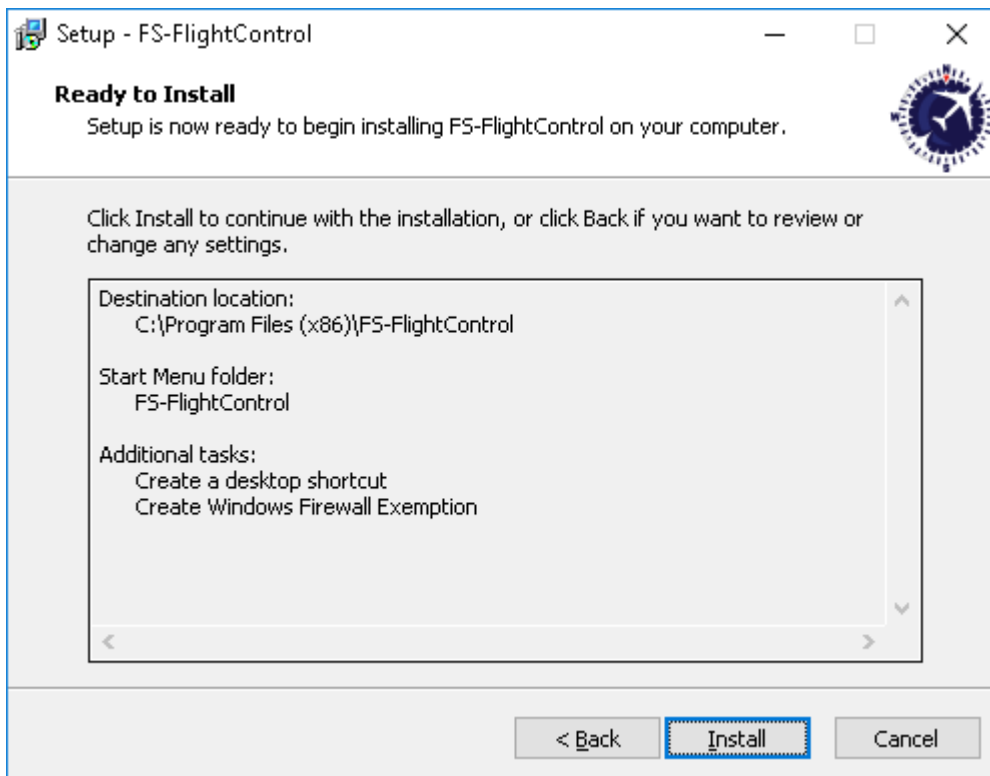 Setup - FS-FlightControl
Ready to Install
Setup is now ready to begin installing FS-FlightControl on your computer.
N
W
S
Click Install to continue with the installation, or click Back if you want to review or
change any settings.
Destination location:
C:\Program Files (x86)\FS-FlightControl
Start Menu folder:
FS-FlightControl
Additional tasks:
Create a desktop shortcut
Create Windows Firewall Exemption
< Back
Install
Cancel